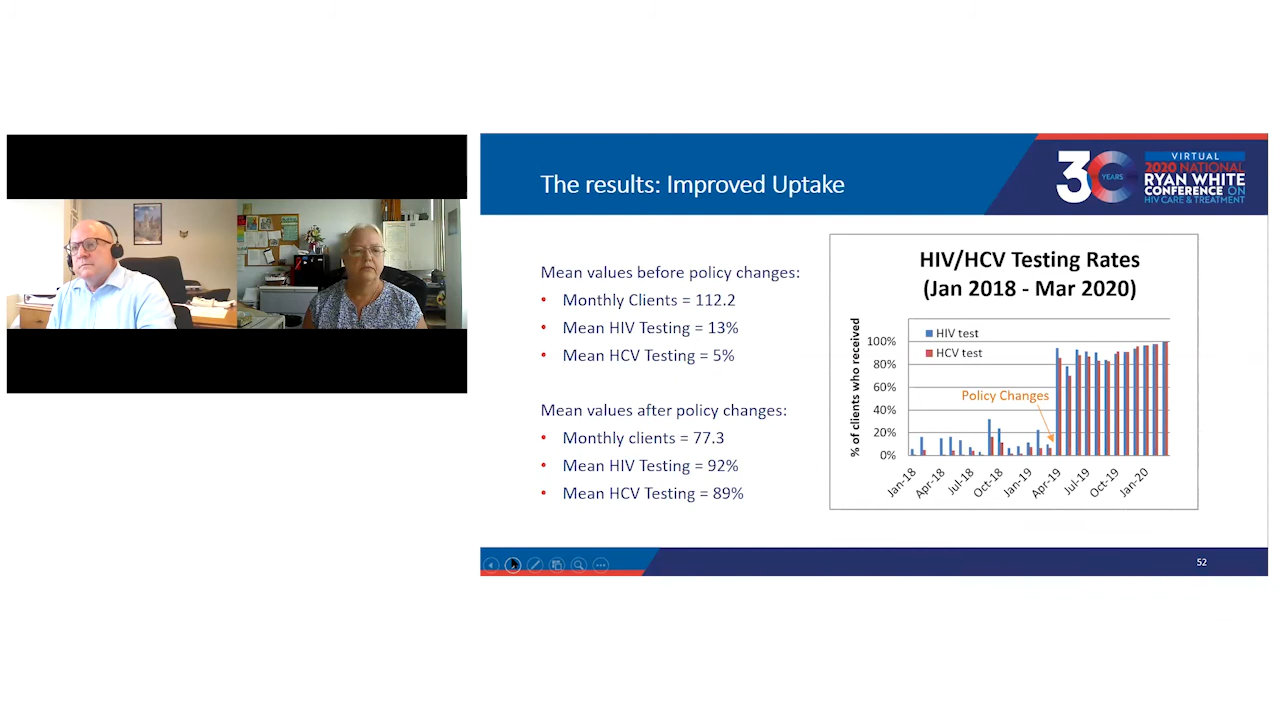 The results: Improved Uptake
30
YEARS
VIRTUAL
2020 NATIONAL
RYAN WHITE
CONFERENCE ON
HIV CARE & TREATMENT
Mean values before policy changes:
• Monthly Clients = 112.2
• Mean HIV Testing = 13%
• Mean HCV Testing = 5%
Mean values after policy changes:
• Monthly clients = 77.3
• Mean HIV Testing = 92%
• Mean HCV Testing = 89%
HIV/HCV Testing Rates
(Jan 2018 - Mar 2020)
% of clients who received
HIV test
HCV test
100%
80%
60%
40%
20%
0%
Policy Changes
Jan-18
Apr-18
Jul-18
Oct-18
Jan-19
Apr-19
Jul-19
Oct-19
Jan-20
52